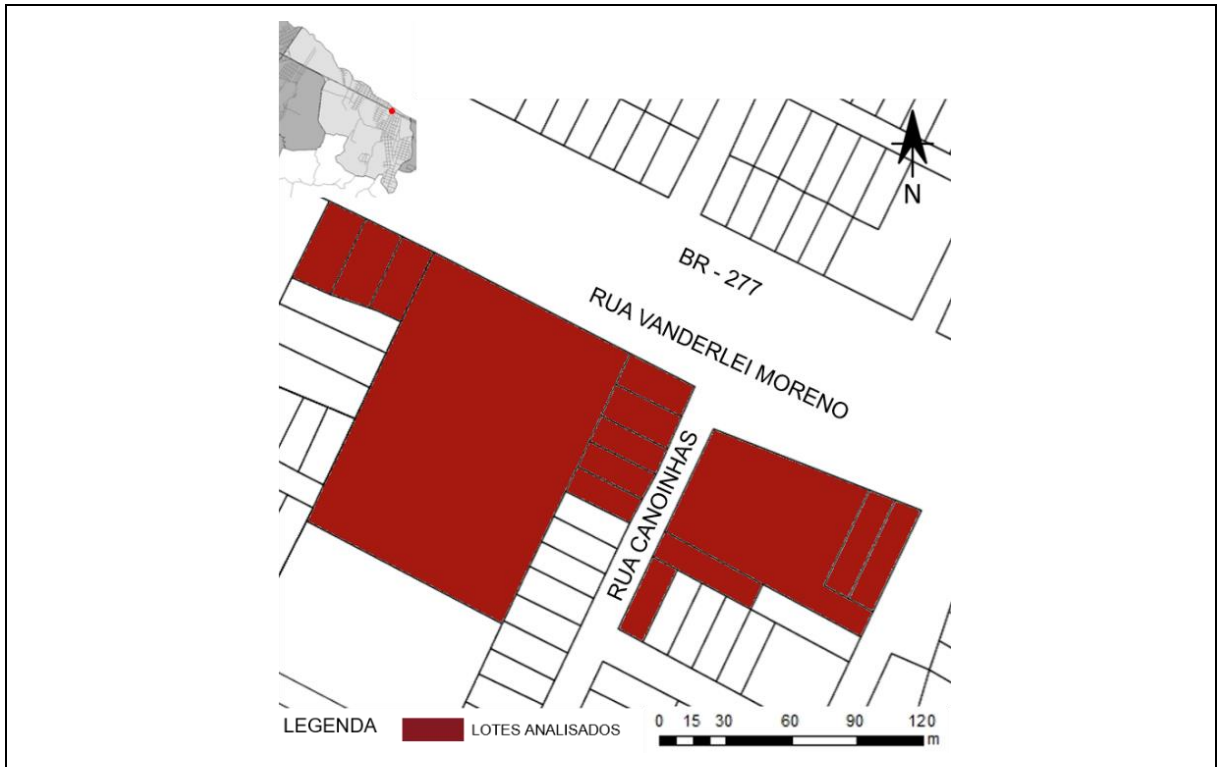 N
BR - 277
RUA VANDERLEI MORENO
RUA CANOINHAS
LEGENDA
LOTES ANALISADOS
0 15 30 60 90 120
m